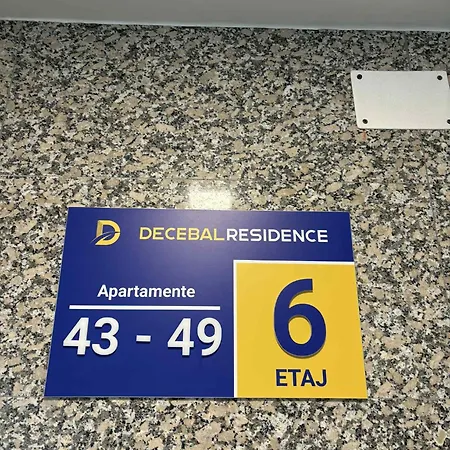 DECEBALRESIDENCE
Apartamente
43 - 49
6
ETAJ